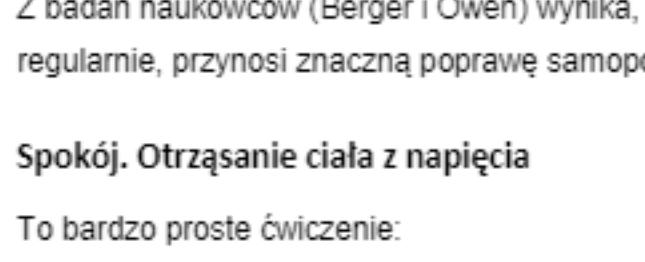 Z badań naukowców (Berger i Owen) wynika,
regularnie, przynosi znaczną poprawę
Spokój. Otrząsanie ciała z napięcia
To bardzo proste ćwiczenie: